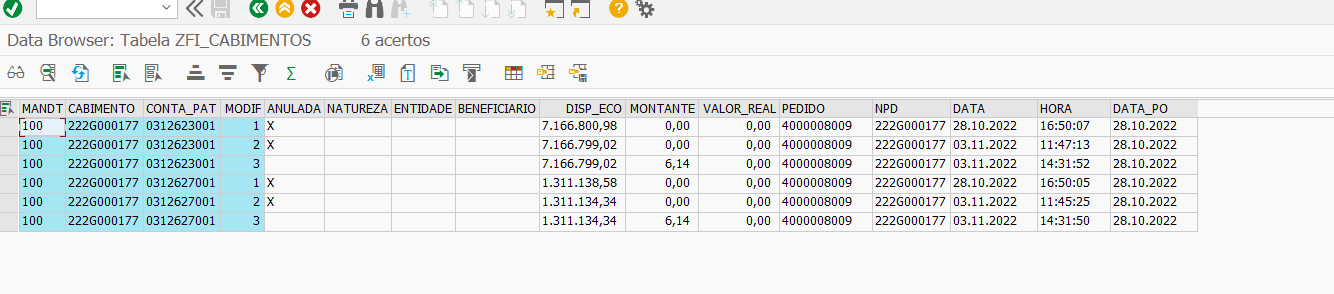 Data Browser: Tabela ZFI_CABIMENTOS 6 acertos
MANDT CABIMENTO CONTA_PAT MODIF ANULADA NATUREZA ENTIDADE BENEFICIARIO DISP_ECO MONTANTE VALOR_REAL PEDIDO NPD DATA HORA DATA_PO
100 222G000177 0312623001 1 X 7.166.800,98 0,00 0,00 4000008009 222G000177 28.10.2022 16:50:07 28.10.2022
100 222G000177 0312623001 2 X 7.166.799,02 0,00 0,00 4000008009 222G000177 03.11.2022 11:47:13 28.10.2022
100 222G000177 0312623001 3 7.166.799,02 6,14 0,00 4000008009 222G000177 03.11.2022 14:31:52 28.10.2022
100 222G000177 0312627001 1 X 1.311.138,58 0,00 0,00 4000008009 222G000177 28.10.2022 16:50:05 28.10.2022
100 222G000177 0312627001 2 X 1.311.134,34 0,00 0,00 4000008009 222G000177 03.11.2022 11:45:25 28.10.2022
100 222G000177 0312627001 3 1.311.134,34 6,14 0,00 4000008009 222G000177 03.11.2022 14:31:50 28.10.2022